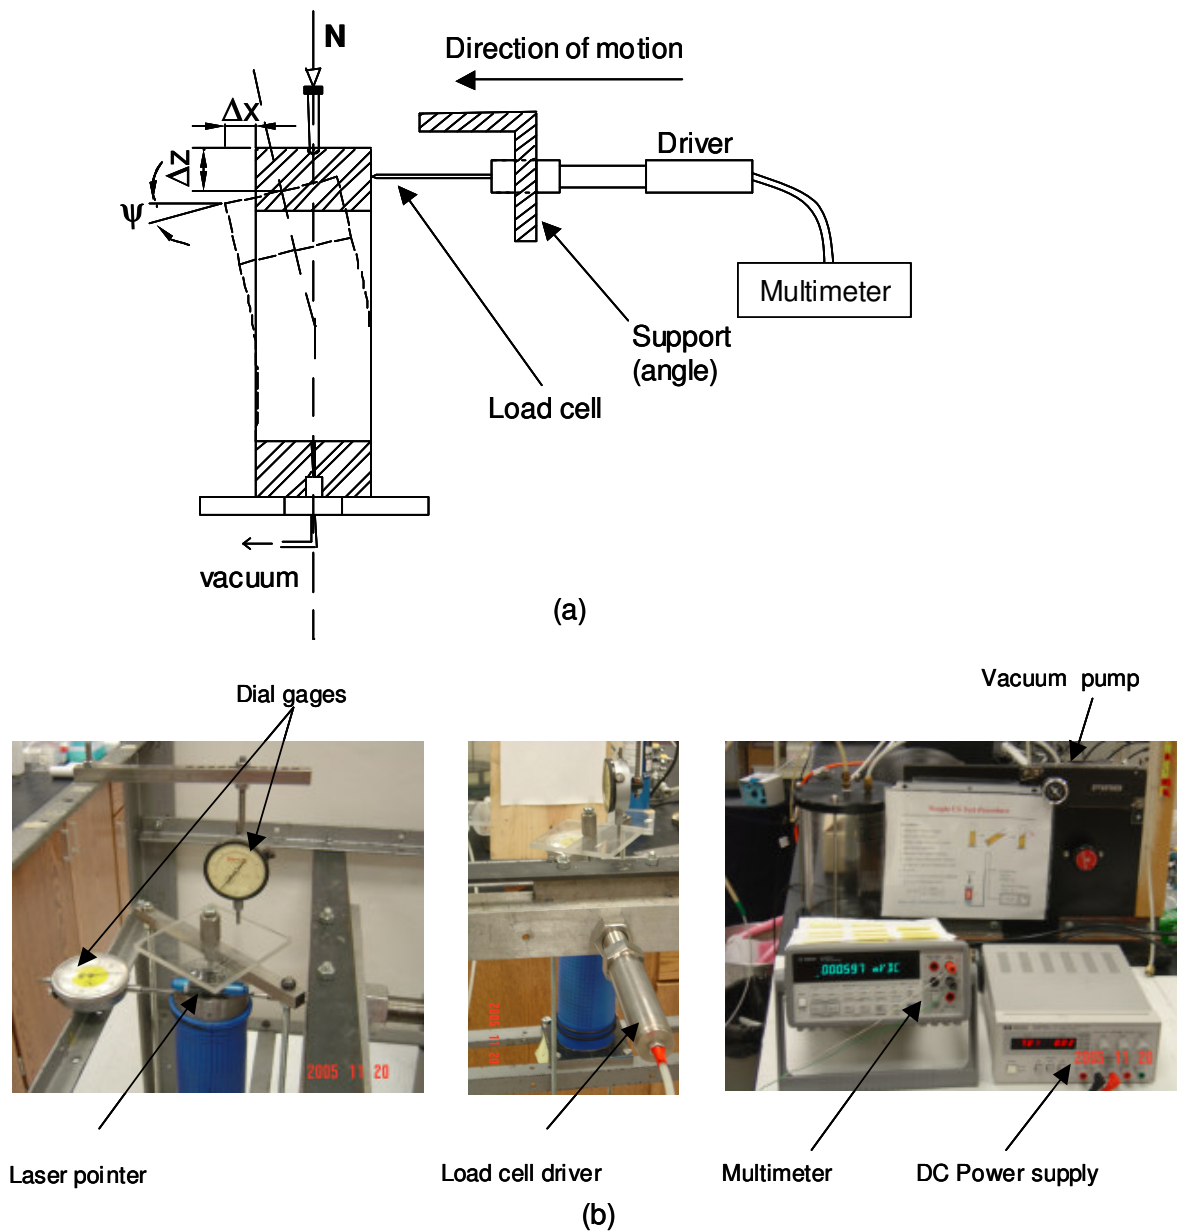 N
Direction of motion
Δx
Δz
Driver
ψ
Multimeter
Support
(angle)
Load cell
vacuum
(a)
Vacuum pump
Dial gages
.000597 mVDC
2005 11 20
2005 11 20
2005 11 20
Laser pointer
Load cell driver
Multimeter
DC Power supply
(b)